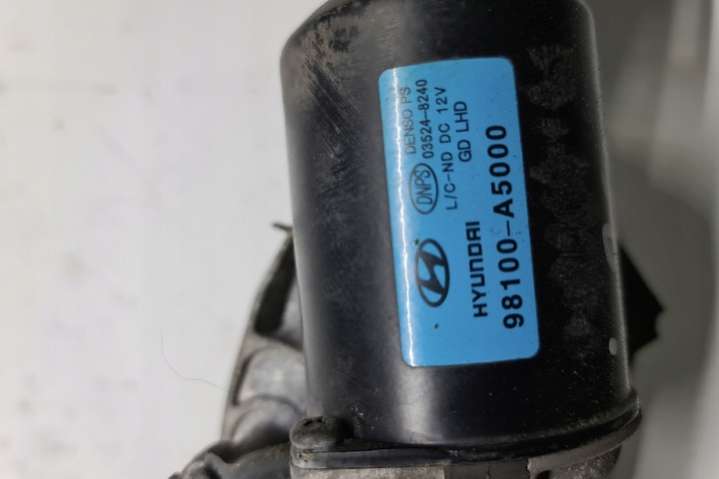 DENSO PS
DNPS 03524-8240
L/C-ND DC 12V
GD LHD
HYUNDAI
98100-A5000